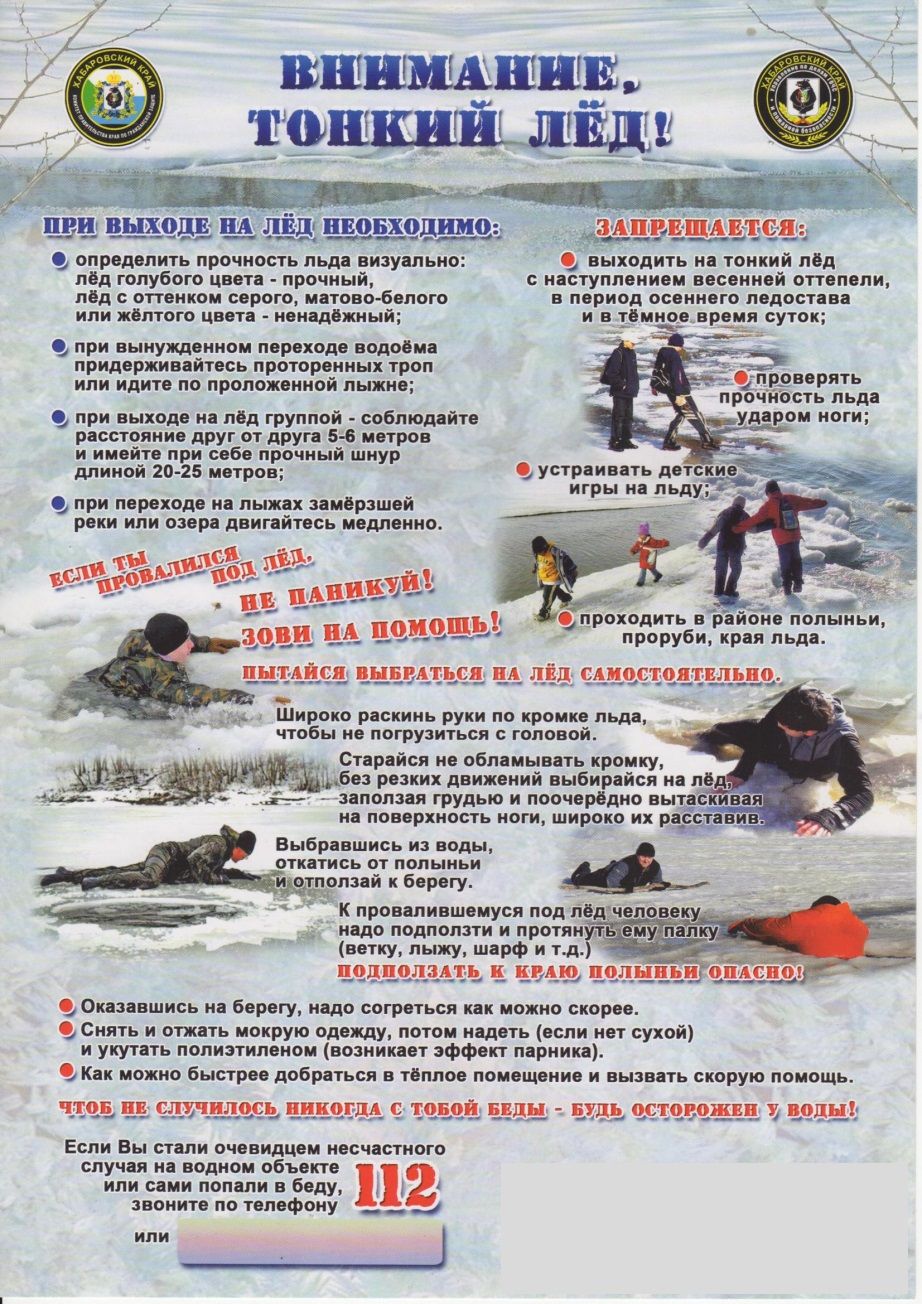 ХАБАРОВСКИЙ КРАЙ
КОМИТЕТ ПРАВИТЕЛЬСТВА КРАЯ ПО ГРАЖДАНСКОЙ ЗАЩИТЕ
ВНИМАНИЕ,
ТОНКИЙ ЛЁД!
ХАБАРОВСКИЙ КРАЙ
Управление по делам ГОЧС
и пожарной безопасности
ПРИ ВЫХОДЕ НА ЛЁД НЕОБХОДИМО:
определить прочность льда визуально:
лёд голубого цвета - прочный,
лёд с оттенком серого, матово-белого
или жёлтого цвета - ненадёжный;
при вынужденном переходе водоёма
придерживайтесь проторенных троп
или идите по проложенной лыжне;
при выходе на лёд группой - соблюдайте
расстояние друг от друга 5-6 метров
и имейте при себе прочный шнур
длиной 20-25 метров;
при переходе на лыжах замёрзшей
реки или озера двигайтесь медленно.
ЗАПРЕЩАЕТСЯ:
выходить на тонкий лёд
с наступлением весенней оттепели,
в период осеннего ледостава
и в тёмное время суток;
проверять
прочность льда
ударом ноги;
устраивать детские
игры на льду;
проходить в районе полыньи,
проруби, края льда.
ЕСЛИ ТЫ
ПРОВАЛИЛСЯ
ПОД ЛЁД,
НЕ ПАНИКУЙ!
ЗОВИ НА ПОМОЩЬ!
ПЫТАЙСЯ ВЫБРАТЬСЯ НА ЛЁД САМОСТОЯТЕЛЬНО.
Широко раскинь руки по кромке льда,
чтобы не погрузиться с головой.
Старайся не обламывать кромку,
без резких движений выбирайся на лёд,
заползая грудью и поочерёдно вытаскивая
на поверхность ноги, широко их расставив.
Выбравшись из воды,
откатись от полыньи
и отползай к берегу.
К провалившемуся под лёд человеку
надо подползти и протянуть ему палку
(ветку, лыжу, шарф и т.д.)
ПОДПОЛЗАТЬ К КРАЮ ПОЛЫНЬИ ОПАСНО!
Оказавшись на берегу, надо согреться как можно скорее.
Снять и отжать мокрую одежду, потом надеть (если нет сухой)
и укутать полиэтиленом (возникает эффект парника).
Как можно быстрее добраться в тёплое помещение и вызвать скорую помощь.
ЧТОБ НЕ СЛУЧИЛОСЬ НИКОГДА С ТОБОЙ БЕДЫ - БУДЬ ОСТОРОЖЕН У ВОДЫ!
Если Вы стали очевидцем несчастного
случая на водном объекте
или сами попали в беду,
звоните по телефону 112
или